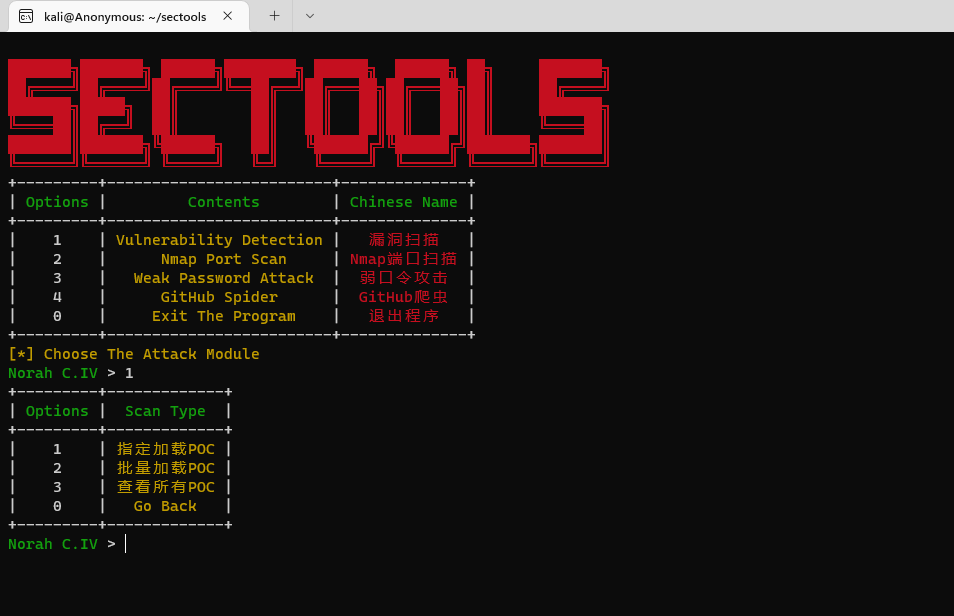 kali@Anonymous: ~/sectools
SECTOOLS
+---------+-------------------------+--------------+
| Options | Contents | Chinese Name |
+---------+-------------------------+--------------+
| 1 | Vulnerability Detection | 漏洞扫描 |
| 2 | Nmap Port Scan | Nmap端口扫描 |
| 3 | Weak Password Attack | 弱口令攻击 |
| 4 | GitHub Spider | GitHub爬虫 |
| 0 | Exit The Program | 退出程序 |
+---------+-------------------------+--------------+
[*] Choose The Attack Module
Norah C.IV > 1
+---------+-------------+
| Options | Scan Type |
+---------+-------------+
| 1 | 指定加载POC |
| 2 | 批量加载POC |
| 3 | 查看所有POC |
| 0 | Go Back |
+---------+-------------+
Norah C.IV >